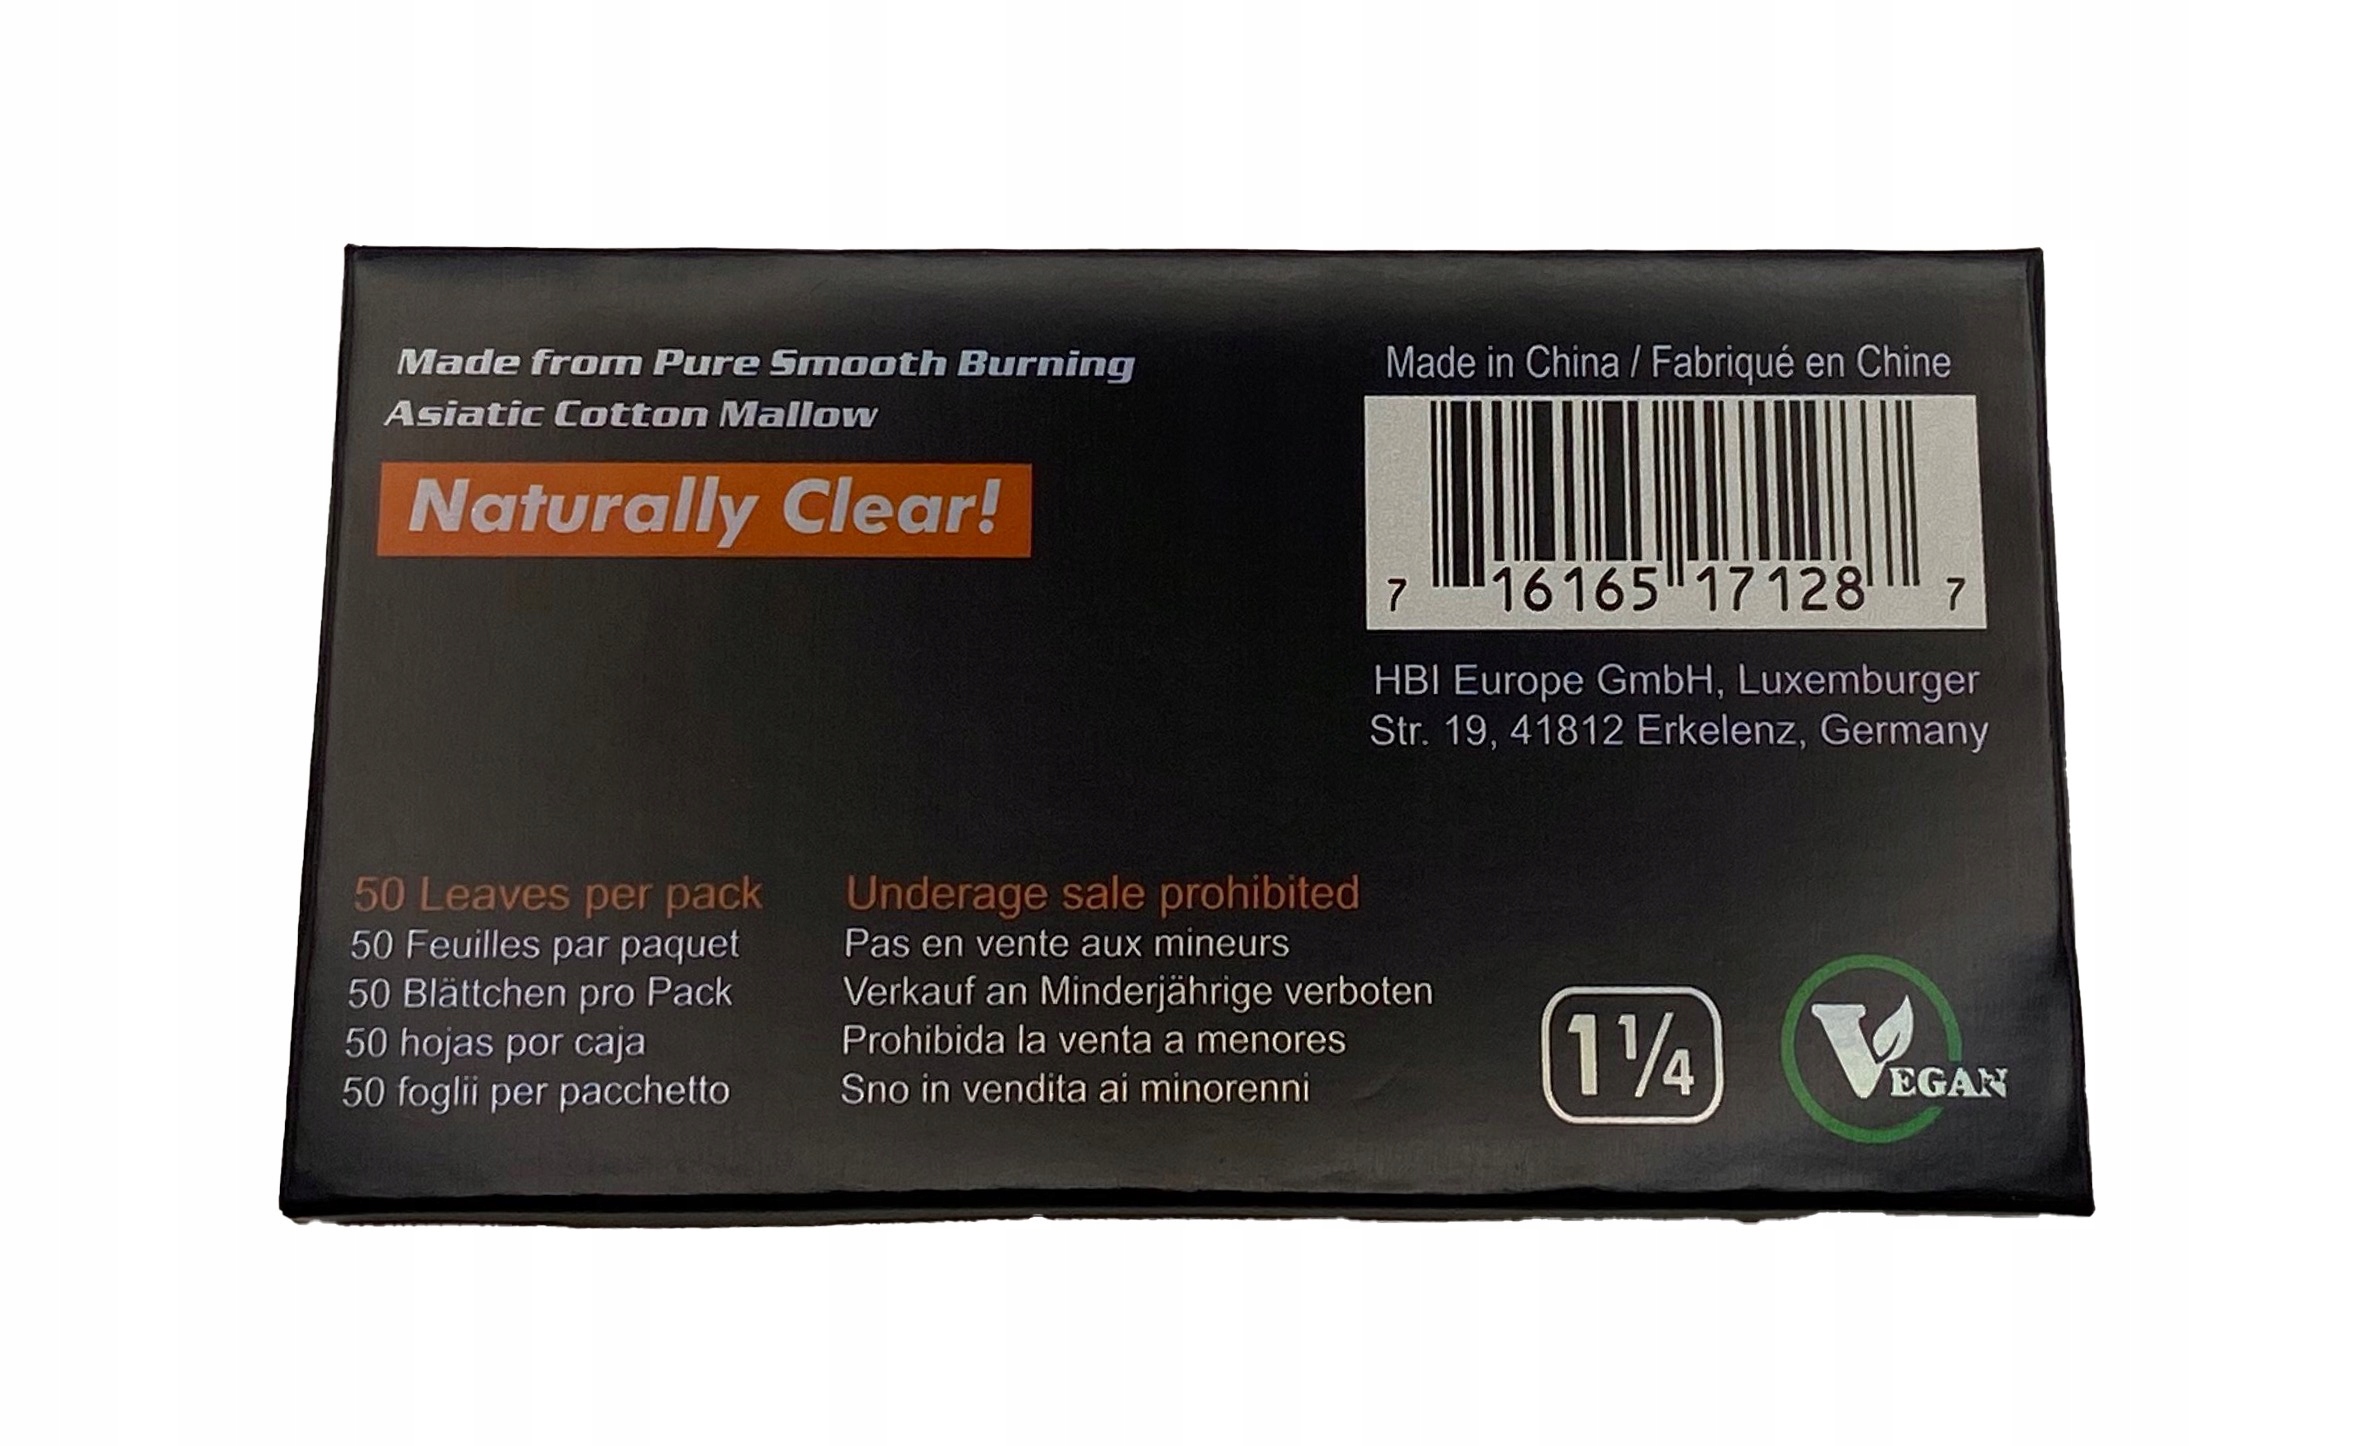 Made from Pure Smooth Burning
Asiatic Cotton Mallow
Naturally Clear!
Made in China / Fabriqué en Chine
7 16165 17128 7
HBI Europe GmbH, Luxemburger
Str. 19, 41812 Erkelenz, Germany
50 Leaves per pack
50 Feuilles par paquet
50 Blättchen pro Pack
50 hojas por caja
50 foglii per pacchetto
Underage sale prohibited
Pas en vente aux mineurs
Verkauf an Minderjährige verboten
Prohibida la venta a menores
Sno in vendita ai minorenni
1 1/4
VEGAN